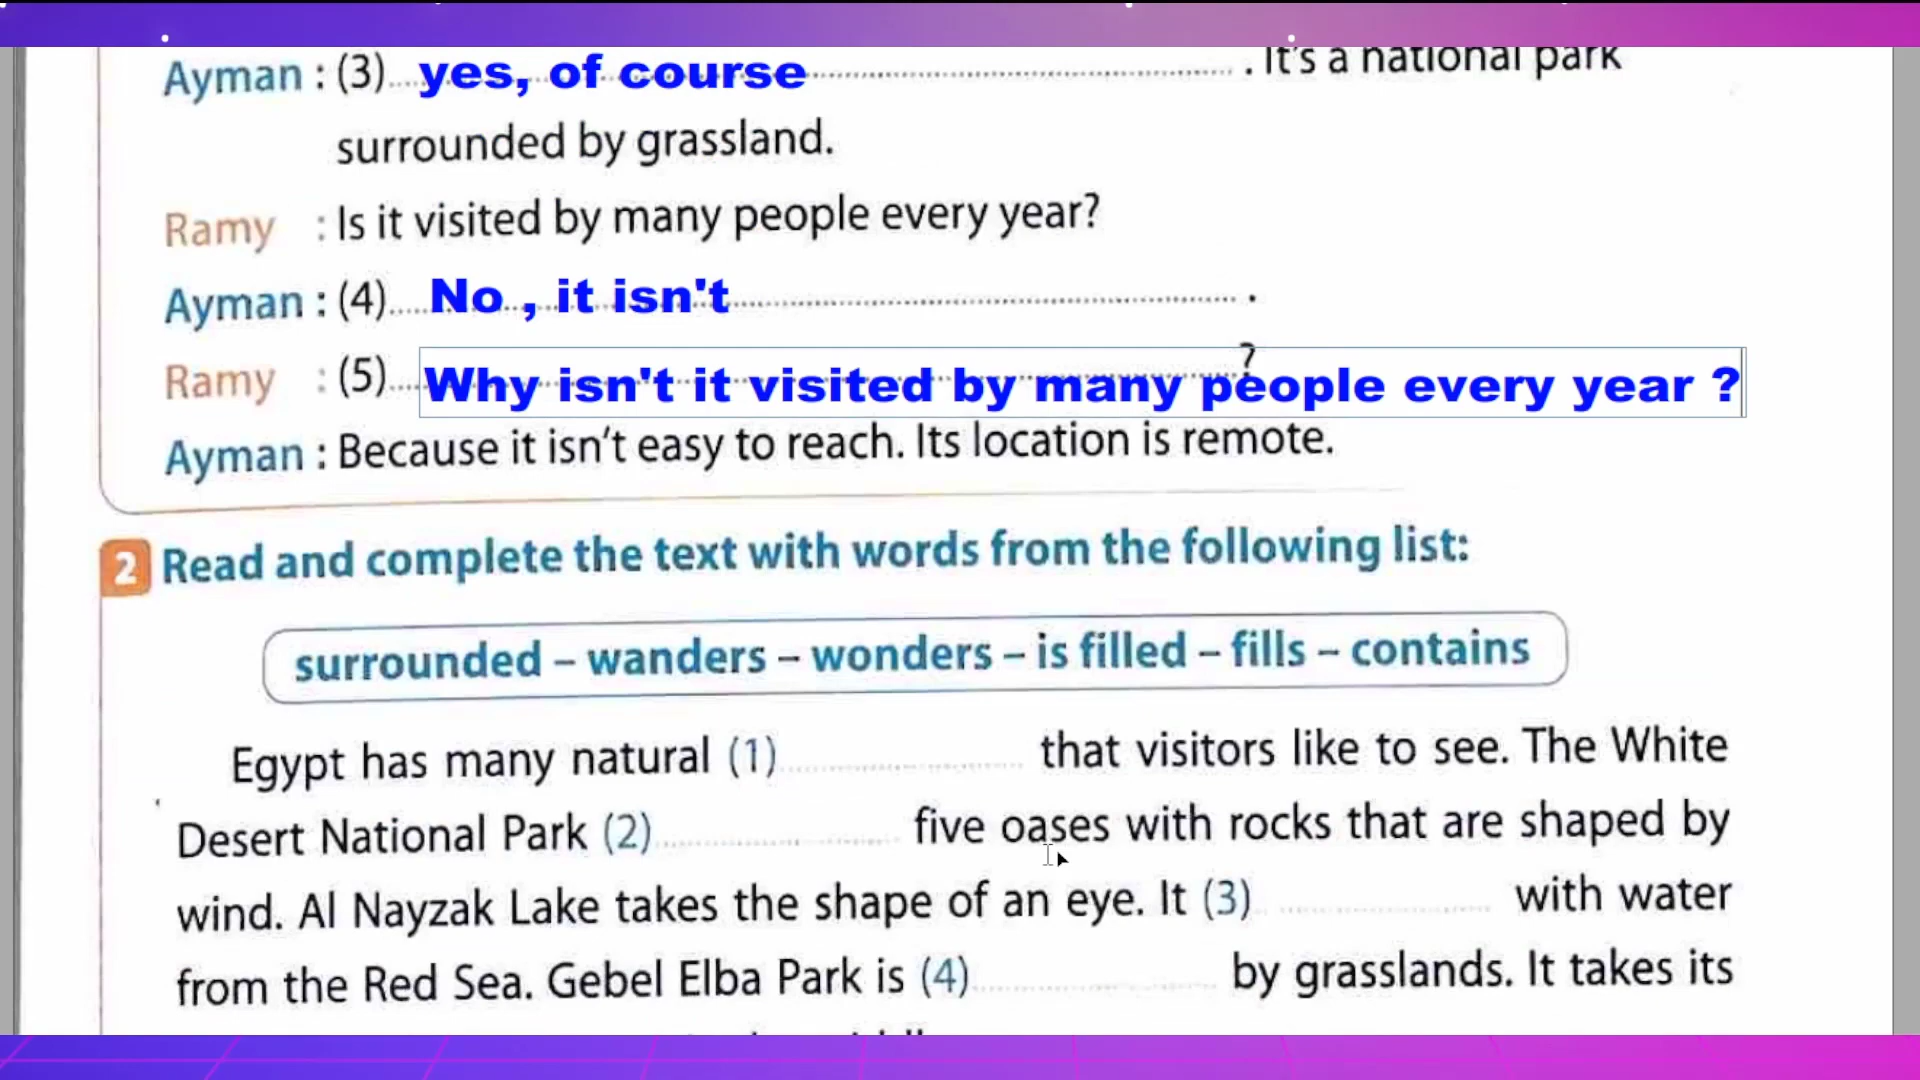 Ayman : (3) yes, of course . It's a national park
surrounded by grassland.
Ramy : Is it visited by many people every year?
Ayman : (4) No , it isn't .
Ramy : (5) Why isn't it visited by many people every year ? ?
Ayman : Because it isn't easy to reach. Its location is remote.
2 Read and complete the text with words from the following list:
surrounded – wanders – wonders – is filled – fills – contains
Egypt has many natural (1) that visitors like to see. The White
Desert National Park (2) five oases with rocks that are shaped by
wind. Al Nayzak Lake takes the shape of an eye. It (3) with water
from the Red Sea. Gebel Elba Park is (4) by grasslands. It takes its